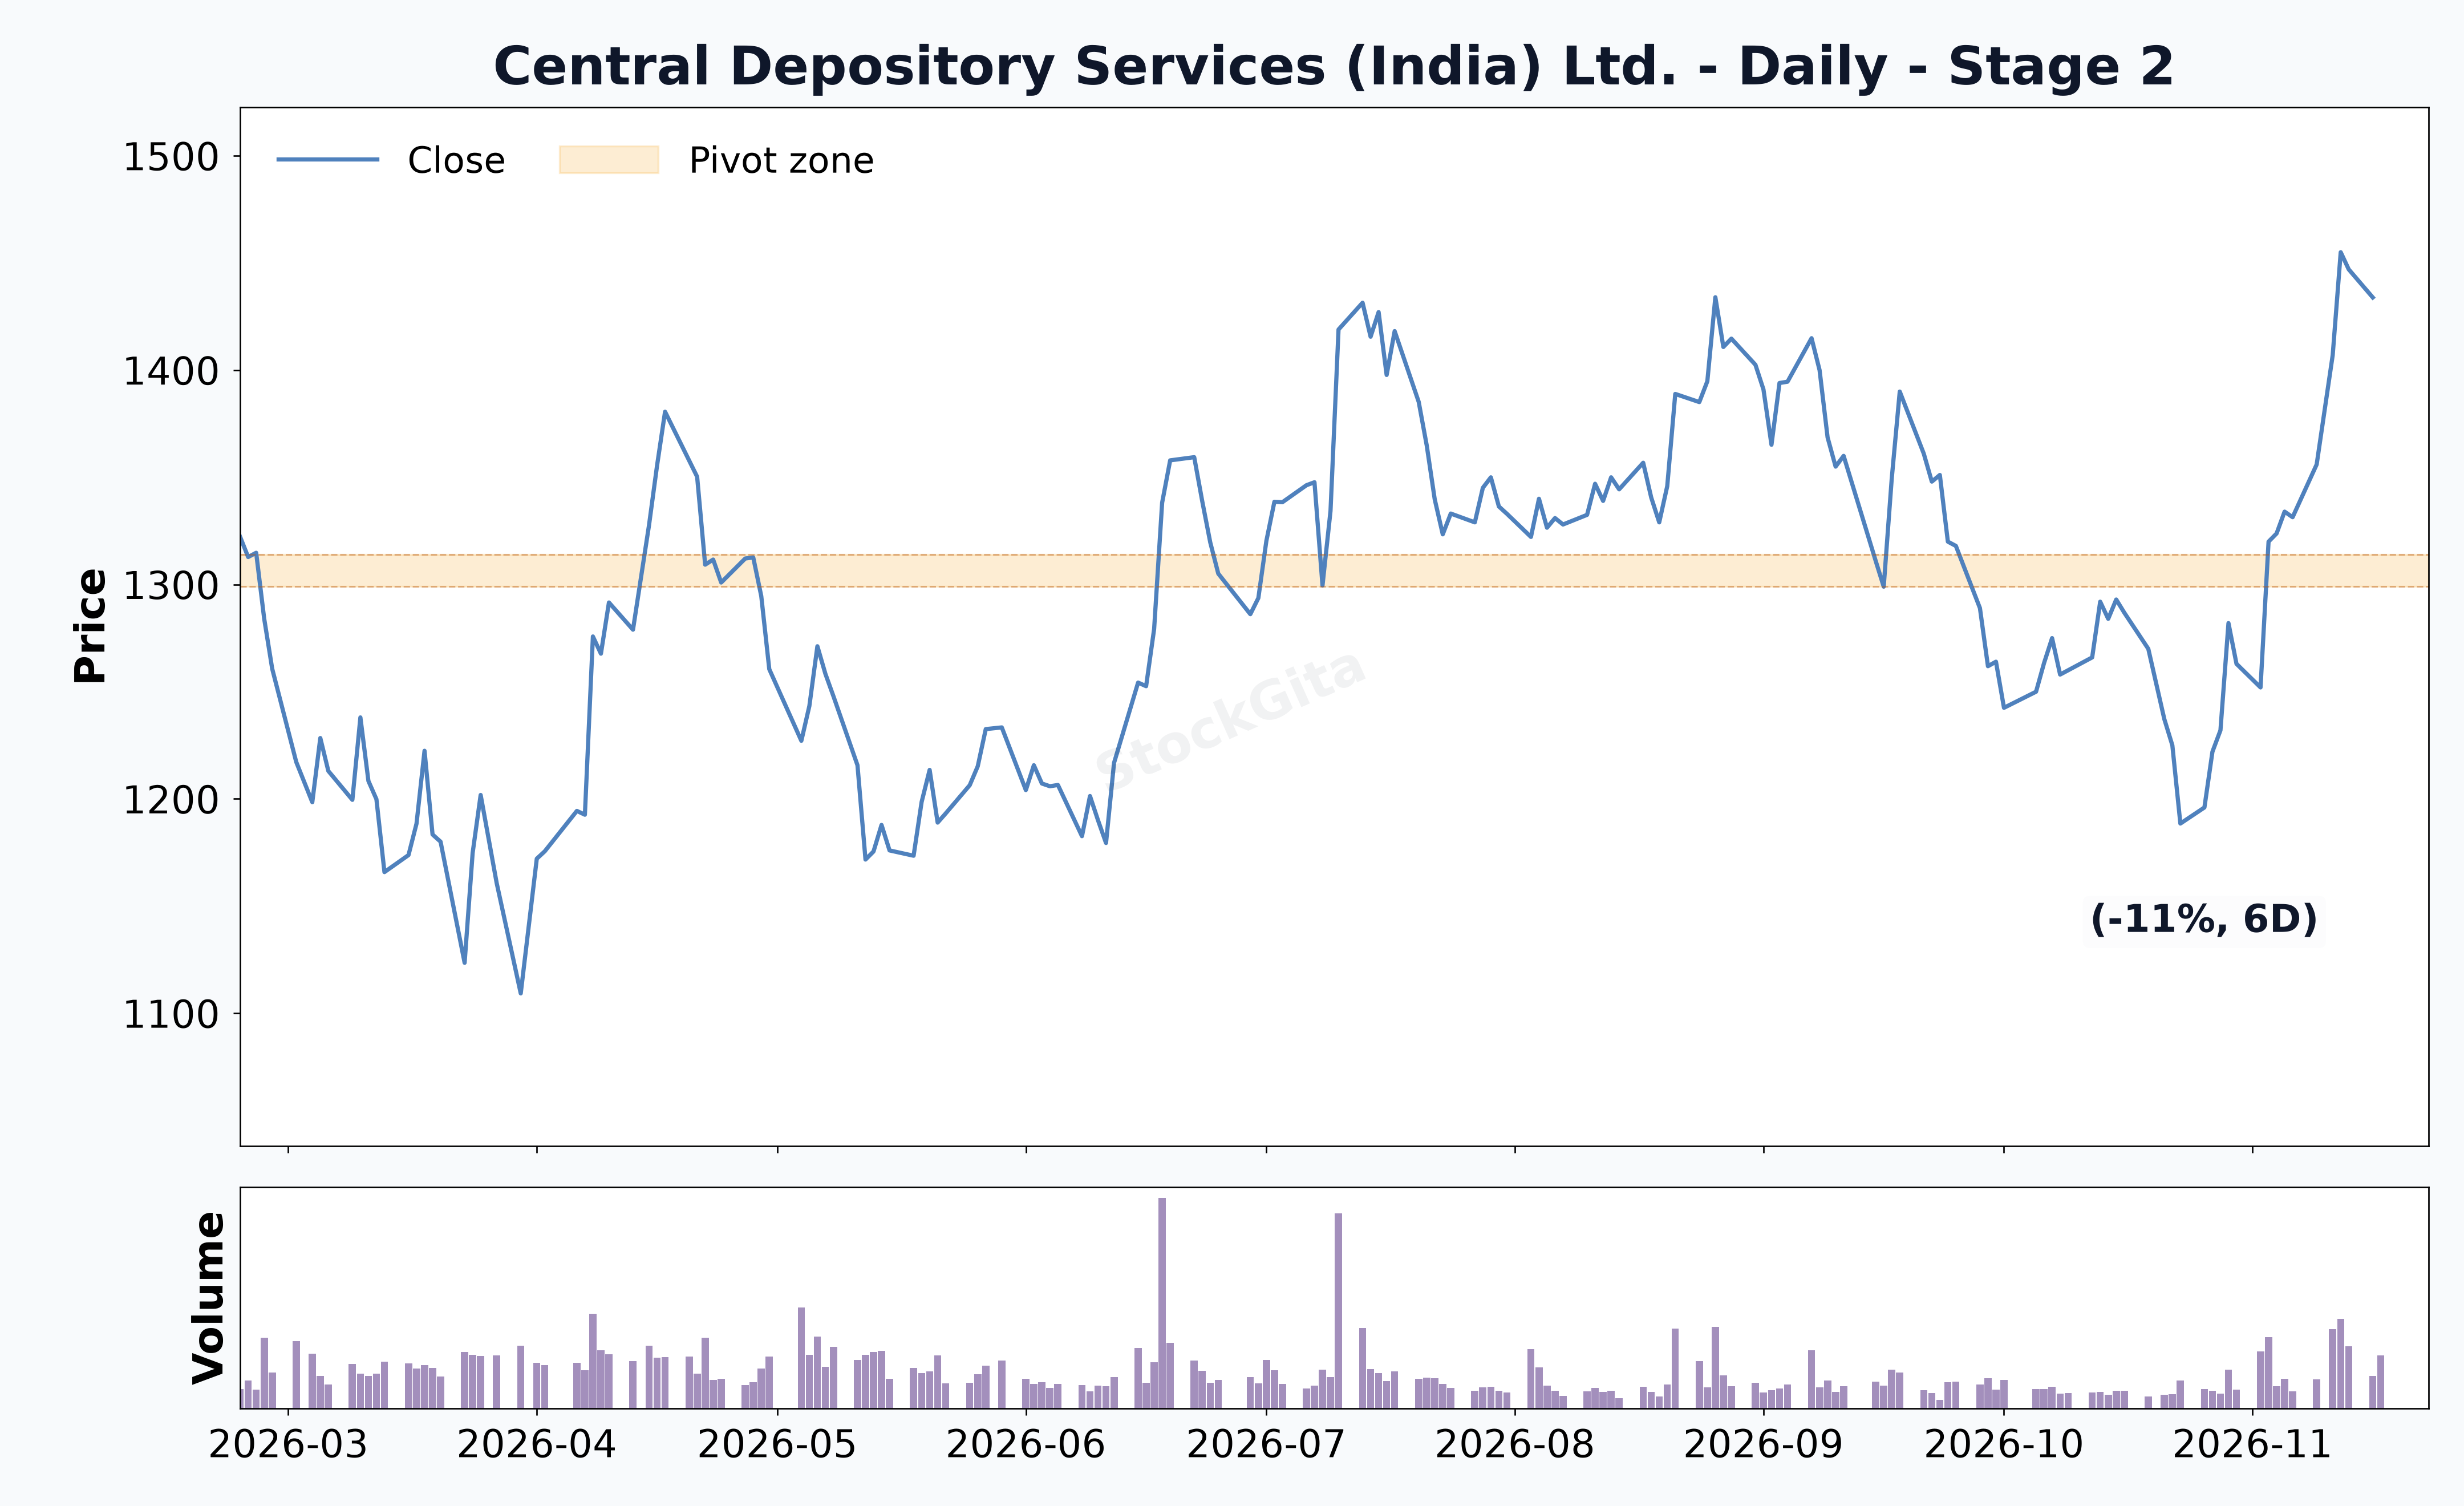 Central Depository Services (India) Ltd. - Daily - Stage 2
Close
Pivot zone
1500
1400
1300
1200
1100
Price
StockGita
(-11%, 6D)
Volume
2026-03
2026-04
2026-05
2026-06
2026-07
2026-08
2026-09
2026-10
2026-11